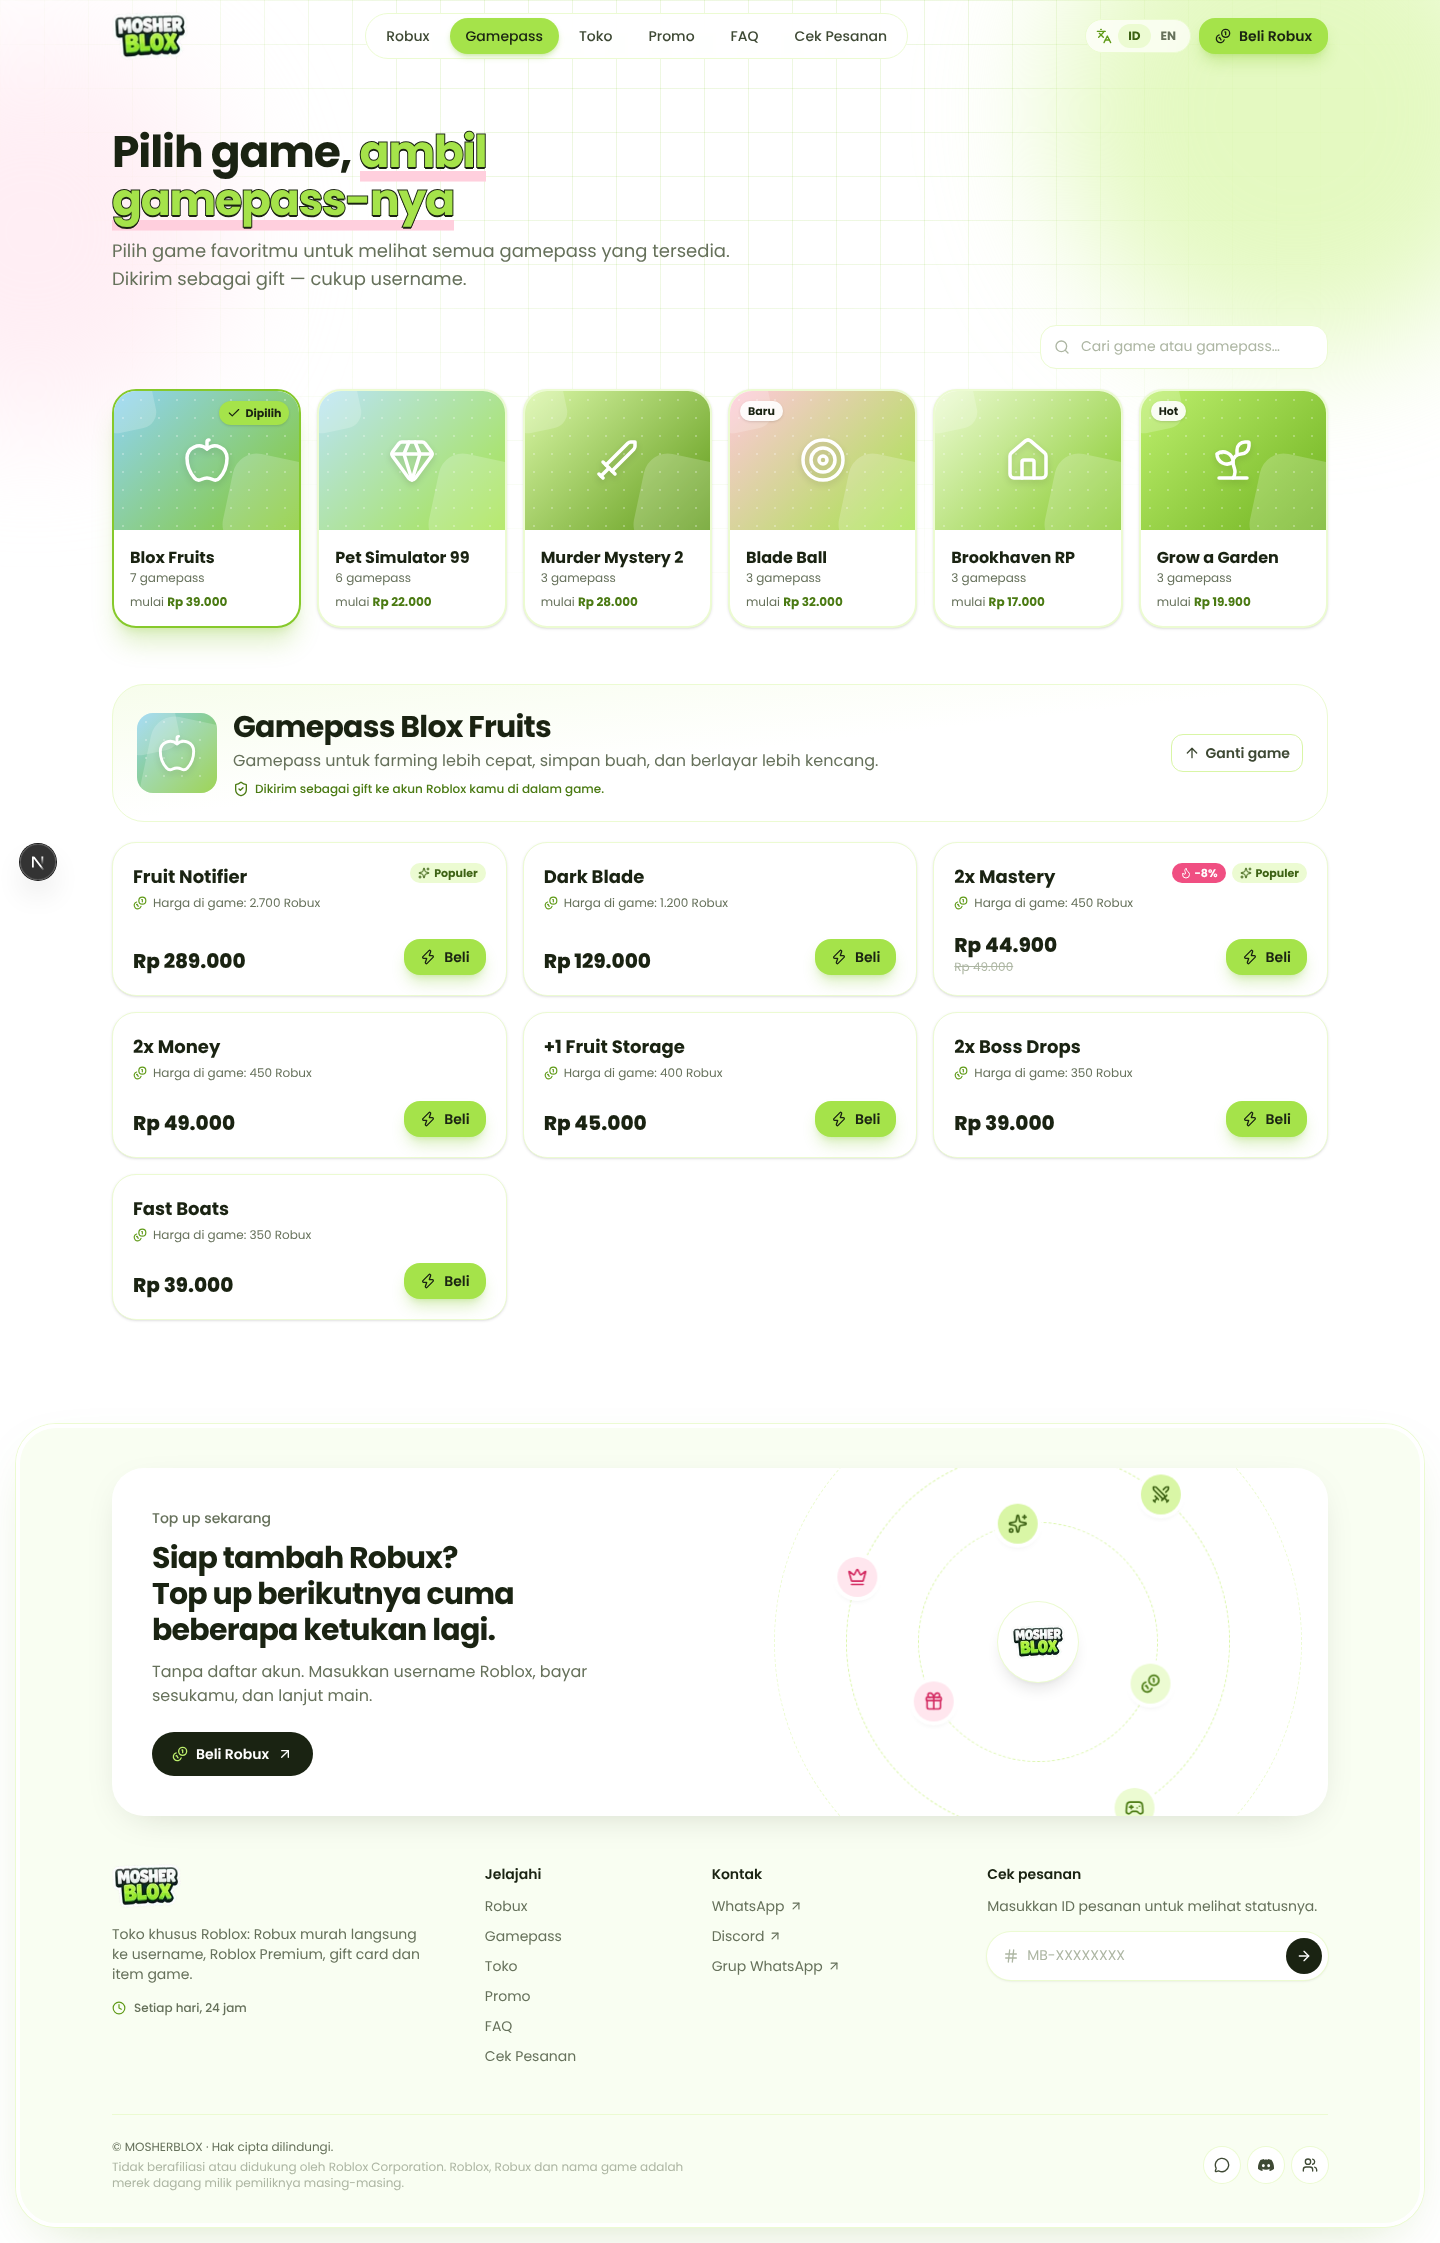 MOSHER
BLOX
Robux
Gamepass
Toko
Promo
FAQ
Cek Pesanan
ID
EN
Beli Robux
Pilih game, ambil
gamepass-nya
Pilih game favoritmu untuk melihat semua gamepass yang tersedia.
Dikirim sebagai gift — cukup username.
Cari game atau gamepass...
Dipilih
Blox Fruits
7 gamepass
mulai Rp 39.000
Pet Simulator 99
6 gamepass
mulai Rp 22.000
Murder Mystery 2
3 gamepass
mulai Rp 28.000
Baru
Blade Ball
3 gamepass
mulai Rp 32.000
Brookhaven RP
3 gamepass
mulai Rp 17.000
Hot
Grow a Garden
3 gamepass
mulai Rp 19.900
Gamepass Blox Fruits
Gamepass untuk farming lebih cepat, simpan buah, dan berlayar lebih kencang.
Dikirim sebagai gift ke akun Roblox kamu di dalam game.
Ganti game
N
Fruit Notifier
Populer
Harga di game: 2.700 Robux
Rp 289.000
Beli
Dark Blade
Harga di game: 1.200 Robux
Rp 129.000
Beli
2x Mastery
-8%
Populer
Harga di game: 450 Robux
Rp 44.900
Rp 49.000
Beli
2x Money
Harga di game: 450 Robux
Rp 49.000
Beli
+1 Fruit Storage
Harga di game: 400 Robux
Rp 45.000
Beli
2x Boss Drops
Harga di game: 350 Robux
Rp 39.000
Beli
Fast Boats
Harga di game: 350 Robux
Rp 39.000
Beli
Top up sekarang
Siap tambah Robux?
Top up berikutnya cuma
beberapa ketukan lagi.
Tanpa daftar akun. Masukkan username Roblox, bayar
sesukamu, dan lanjut main.
Beli Robux
MOSHER
BLOX
MOSHER
BLOX
Toko khusus Roblox: Robux murah langsung
ke username, Roblox Premium, gift card dan
item game.
Setiap hari, 24 jam
Jelajahi
Robux
Gamepass
Toko
Promo
FAQ
Cek Pesanan
Kontak
WhatsApp
Discord
Grup WhatsApp
Cek pesanan
Masukkan ID pesanan untuk melihat statusnya.
# MB-XXXXXXXX
© MOSHERBLOX · Hak cipta dilindungi.
Tidak berafiliasi atau didukung oleh Roblox Corporation. Roblox, Robux dan nama game adalah
merek dagang milik pemiliknya masing-masing.